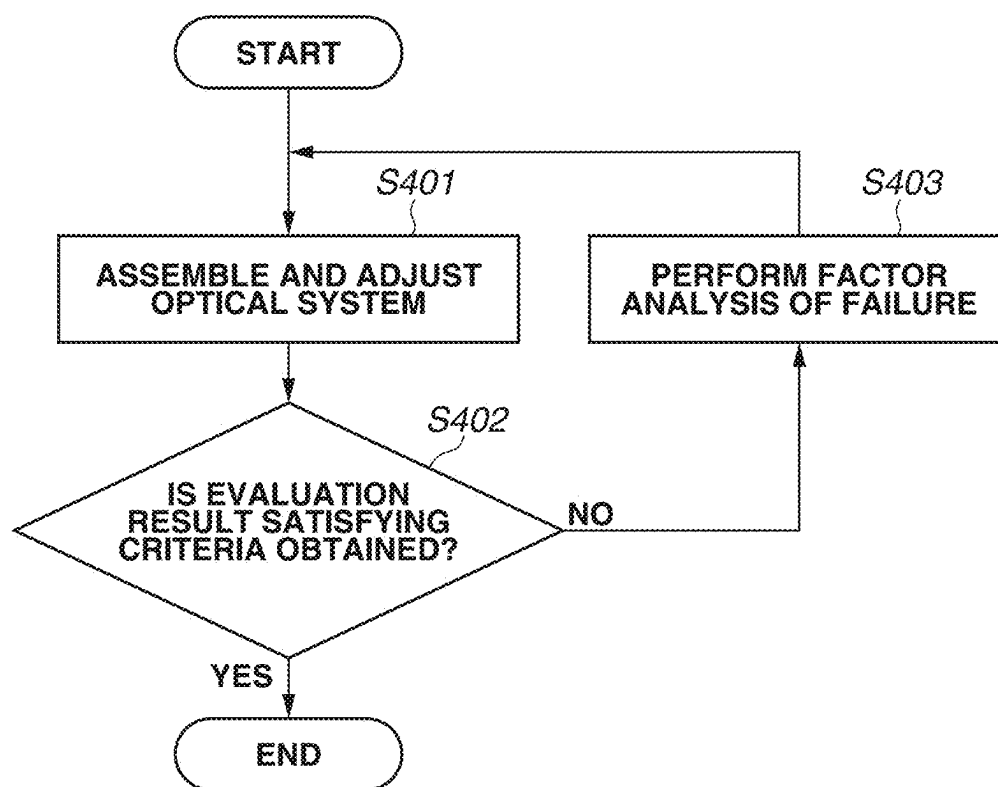 START
S401
ASSEMBLE AND ADJUST
OPTICAL SYSTEM
S403
PERFORM FACTOR
ANALYSIS OF FAILURE
S402
IS EVALUATION
RESULT SATISFYING
CRITERIA OBTAINED?
NO
YES
END